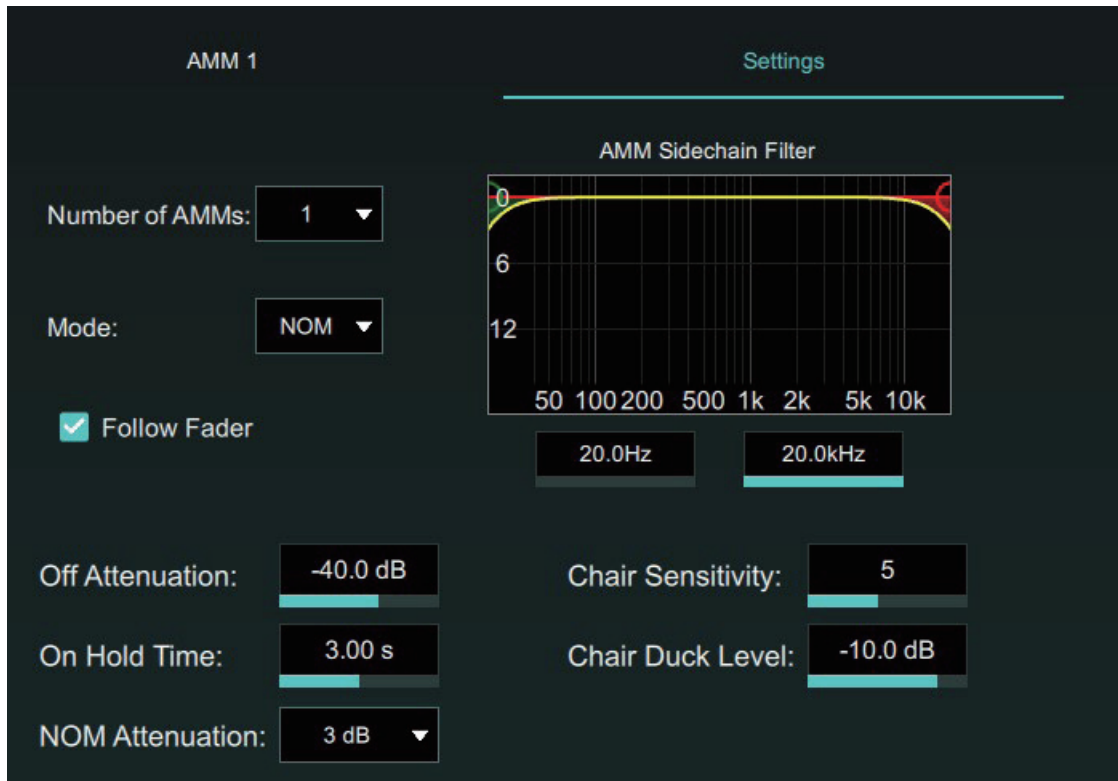 AMM 1
Settings
AMM Sidechain Filter
Number of AMMs: 1
0
6
Mode: NOM
12
50 100 200 500 1k 2k 5k 10k
Follow Fader
20.0Hz 20.0kHz
Off Attenuation: -40.0 dB
Chair Sensitivity: 5
On Hold Time: 3.00 s
Chair Duck Level: -10.0 dB
NOM Attenuation: 3 dB